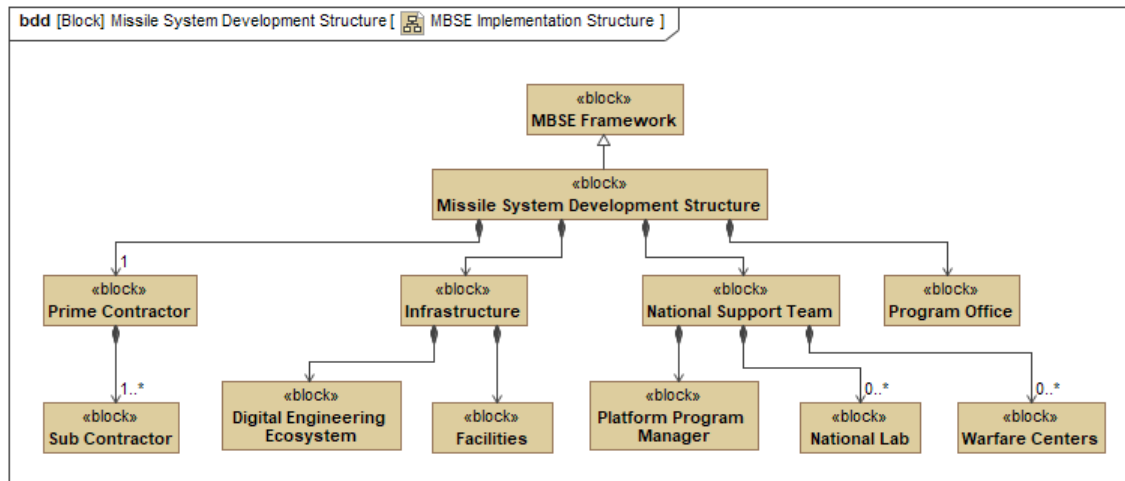 bdd [Block] Missile System Development Structure [ MBSE Implementation Structure ]
«block»
MBSE Framework
«block»
Missile System Development Structure
1
«block»
Prime Contractor
«block»
Infrastructure
«block»
National Support Team
«block»
Program Office
1..*
0..*
0..*
«block»
Sub Contractor
«block»
Digital Engineering
Ecosystem
«block»
Facilities
«block»
Platform Program
Manager
«block»
National Lab
«block»
Warfare Centers